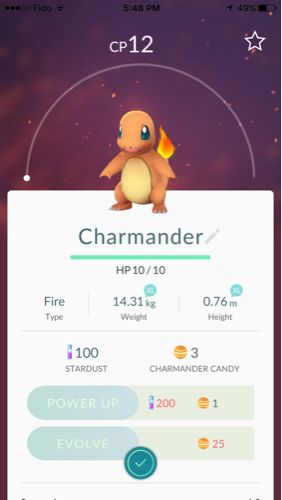 Fido 5:48 PM 49%
CP12
Charmander
HP 10 / 10
XL XL
Fire 14.31 kg 0.76 m
Type Weight Height
100 3
STARDUST CHARMANDER CANDY
POWER UP 200 1
EVOLVE 25